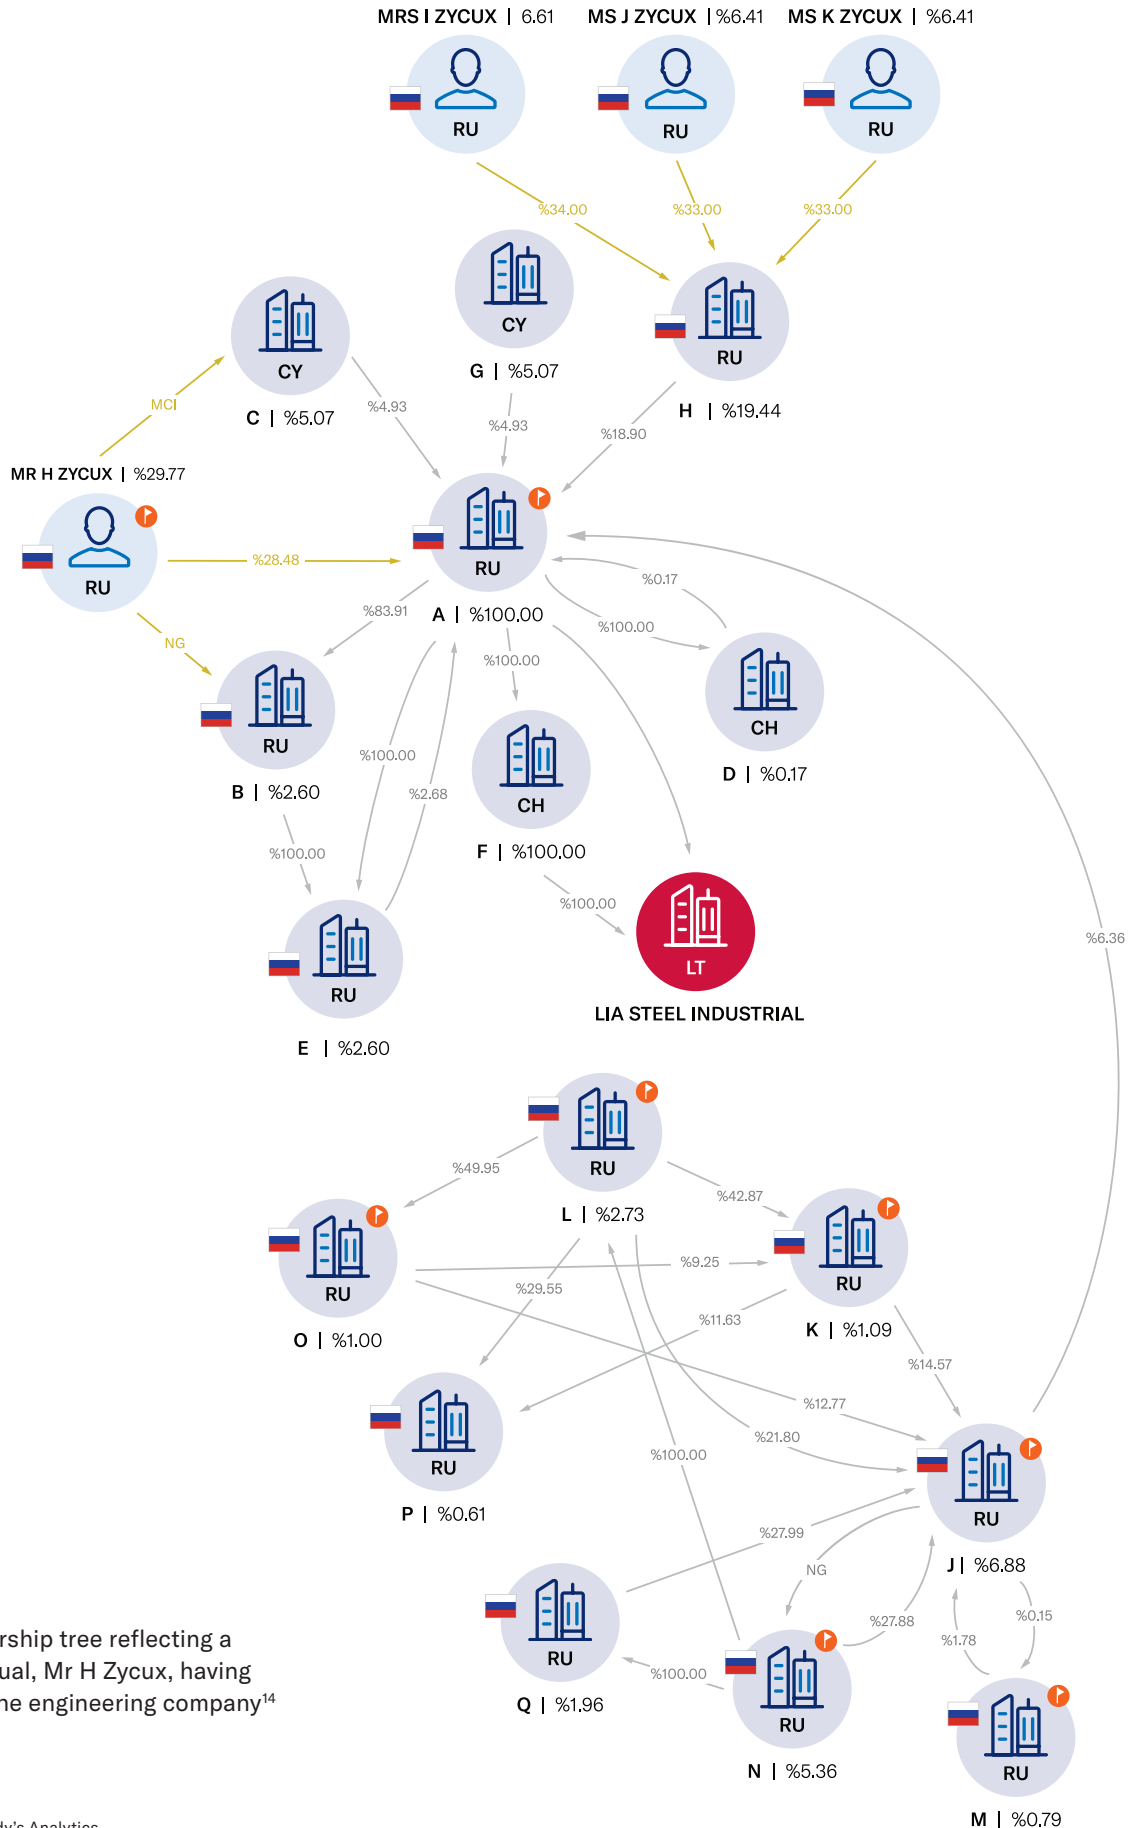 MRS I ZYCUX | 6.61
MS J ZYCUX | %6.41
MS K ZYCUX | %6.41
RU
RU
RU
%34.00
%33.00
%33.00
CY
G | %5.07
RU
H | %19.44
CY
C | %5.07
MCI
%4.93
%4.93
%18.90
MR H ZYCUX | %29.77
RU
%28.48
RU
A | %100.00
NG
%83.91
%0.17
%100.00
%100.00
RU
B | %2.60
%100.00
%2.68
CH
F | %100.00
CH
D | %0.17
%100.00
%100.00
RU
E | %2.60
LT
LIA STEEL INDUSTRIAL
%6.36
RU
L | %2.73
%49.95
%42.87
RU
O | %1.00
RU
K | %1.09
%9.25
%29.55
%11.63
%14.57
%12.77
%21.80
RU
P | %0.61
%100.00
RU
J | %6.88
%27.99
NG
%27.88
%1.78
%0.15
RU
Q | %1.96
%100.00
RU
N | %5.36
RU
M | %0.79
rship tree reflecting a
ual, Mr H Zycux, having
ne engineering company¹⁴